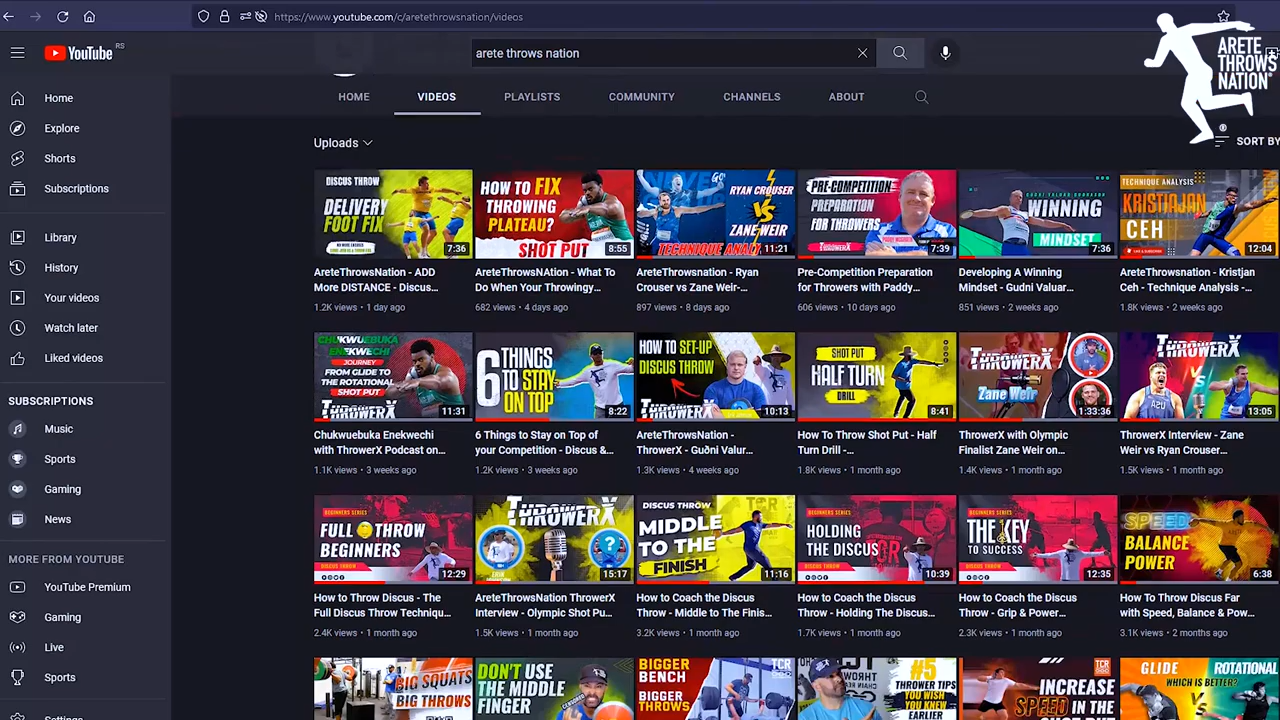 https://www.youtube.com/c/aretethrowsnation/videos
YouTube RS
arete throws nation
ARETE
THROWS
NATION
HOME
VIDEOS
PLAYLISTS
COMMUNITY
CHANNELS
ABOUT
Uploads
SORT BY
Home
Explore
Shorts
Subscriptions
Library
History
Your videos
Watch later
Liked videos
SUBSCRIPTIONS
Music
Sports
Gaming
News
MORE FROM YOUTUBE
YouTube Premium
Gaming
Live
Sports
Settings
DISCUS THROW
DELIVERY
FOOT FIX
7:36
AreteThrowsNation - ADD
More DISTANCE - Discus...
1.2K views • 1 day ago
HOW TO FIX
THROWING
PLATEAU?
SHOT PUT
8:55
AreteThrowsNAtion - What To
Do When Your Throwingy...
682 views • 4 days ago
RYAN CROUSER
VS
ZANE WEIR
TECHNIQUE ANALY
11:21
AreteThrowsnation - Ryan
Crouser vs Zane Weir-...
897 views • 8 days ago
PRE-COMPETITION
PREPARATION
FOR THROWERS
THROWERX
7:39
Pre-Competition Preparation
for Throwers with Paddy...
606 views • 10 days ago
WINNING
MINDSET
7:36
Developing A Winning
Mindset - Gudni Valuar...
851 views • 2 weeks ago
TECHNIQUE ANALYSIS
KRISTJAN
CEH
12:04
AreteThrowsnation - Kristjan
Ceh - Technique Analysis -...
1.8K views • 2 weeks ago
CHUKWUEBUKA
ENEKWECHI
JOURNEY
FROM GLIDE TO
THE ROTATIONAL
SHOT PUT
THROWERX
11:31
Chukwuebuka Enekwechi
with ThrowerX Podcast on...
1.1K views • 3 weeks ago
6 THINGS
TO STAY
ON TOP
8:22
6 Things to Stay on Top of
your Competition - Discus &...
1.2K views • 3 weeks ago
HOW TO SET-UP
DISCUS THROW
THROWERX
10:13
AreteThrowsNation -
ThrowerX - Guðni Valur...
1.3K views • 4 weeks ago
SHOT PUT
HALF TURN
DRILL
8:41
How To Throw Shot Put - Half
Turn Drill -...
1.8K views • 1 month ago
THROWERX
Zane Weir
1:33:36
ThrowerX with Olympic
Finalist Zane Weir on...
1.4K views • 1 month ago
THROWERX
VS
13:05
ThrowerX Interview - Zane
Weir vs Ryan Crouser...
1.5K views • 1 month ago
BEGINNERS SERIES
FULL THROW
BEGINNERS
DISCUS THROW
12:29
How to Throw Discus - The
Full Discus Throw Techniqu...
2.4K views • 1 month ago
THROWERX
?
15:17
AreteThrowsNation ThrowerX
Interview - Olympic Shot Pu...
1.5K views • 1 month ago
DISCUS THROW
MIDDLE
TO THE
FINISH
11:16
How to Coach the Discus
Throw - Middle to The Finis...
3.2K views • 1 month ago
BEGINNERS SERIES
HOLDING
THE DISCUS
DISCUS THROW
10:39
How to Coach the Discus
Throw - Holding The Discus...
1.7K views • 1 month ago
BEGINNERS SERIES
THE KEY
TO SUCCESS
DISCUS THROW
12:35
How to Coach the Discus
Throw - Grip & Power...
2.3K views • 1 month ago
SPEED
BALANCE
POWER
6:38
How To Throw Discus Far
with Speed, Balance & Pow...
3.1K views • 2 months ago
BIG SQUATS
BIG THROWS
DON'T USE
THE MIDDLE
FINGER
BIGGER
BENCH
BIGGER
THROWS
TCR
#5
THROWER TIPS
YOU WISH
YOU KNEW
EARLIER
TCR
INCREASE
SPEED IN THE
GLIDE
ROTATIONAL
WHICH IS BETTER?
VS